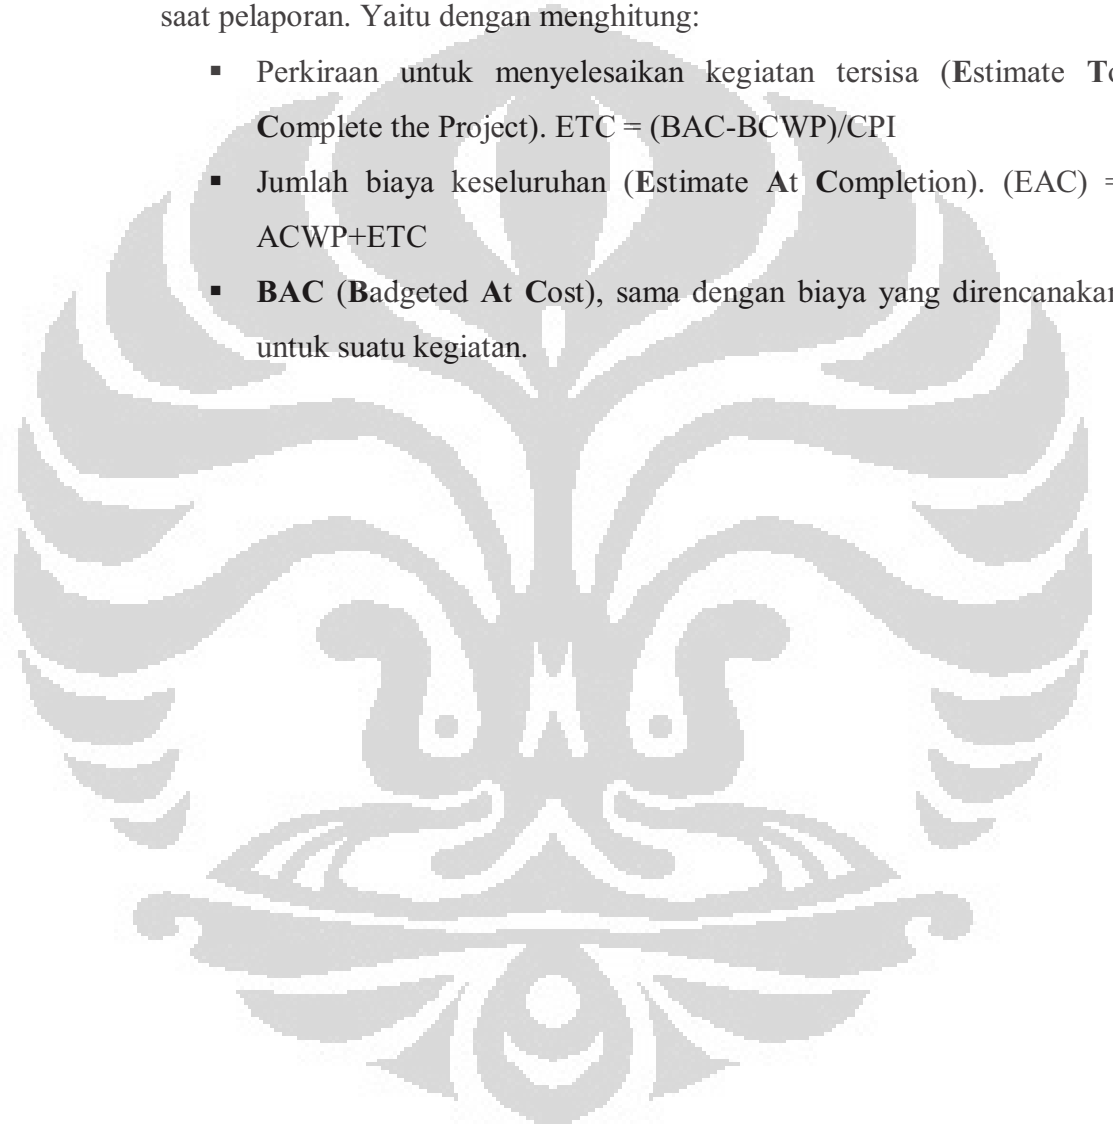 saat pelaporan. Yaitu dengan menghitung:
▪ Perkiraan untuk menyelesaikan kegiatan tersisa (Estimate To
Complete the Project). ETC = (BAC-BCWP)/CPI
▪ Jumlah biaya keseluruhan (Estimate At Completion). (EAC) =
ACWP+ETC
▪ BAC (Badgeted At Cost), sama dengan biaya yang direncanakan
untuk suatu kegiatan.